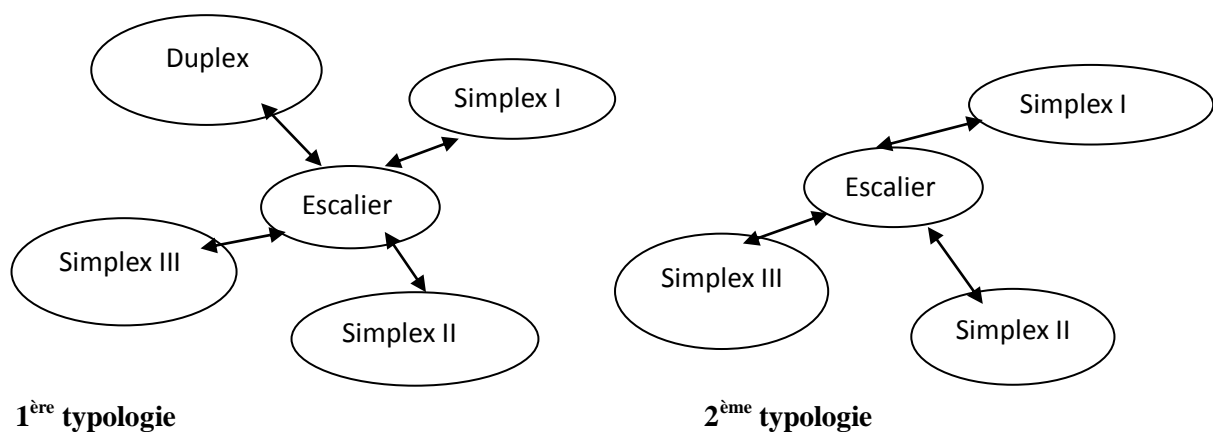 Duplex
Simplex I
Escalier
Simplex III
Simplex II
1ère typologie
Simplex I
Escalier
Simplex III
Simplex II
2ème typologie